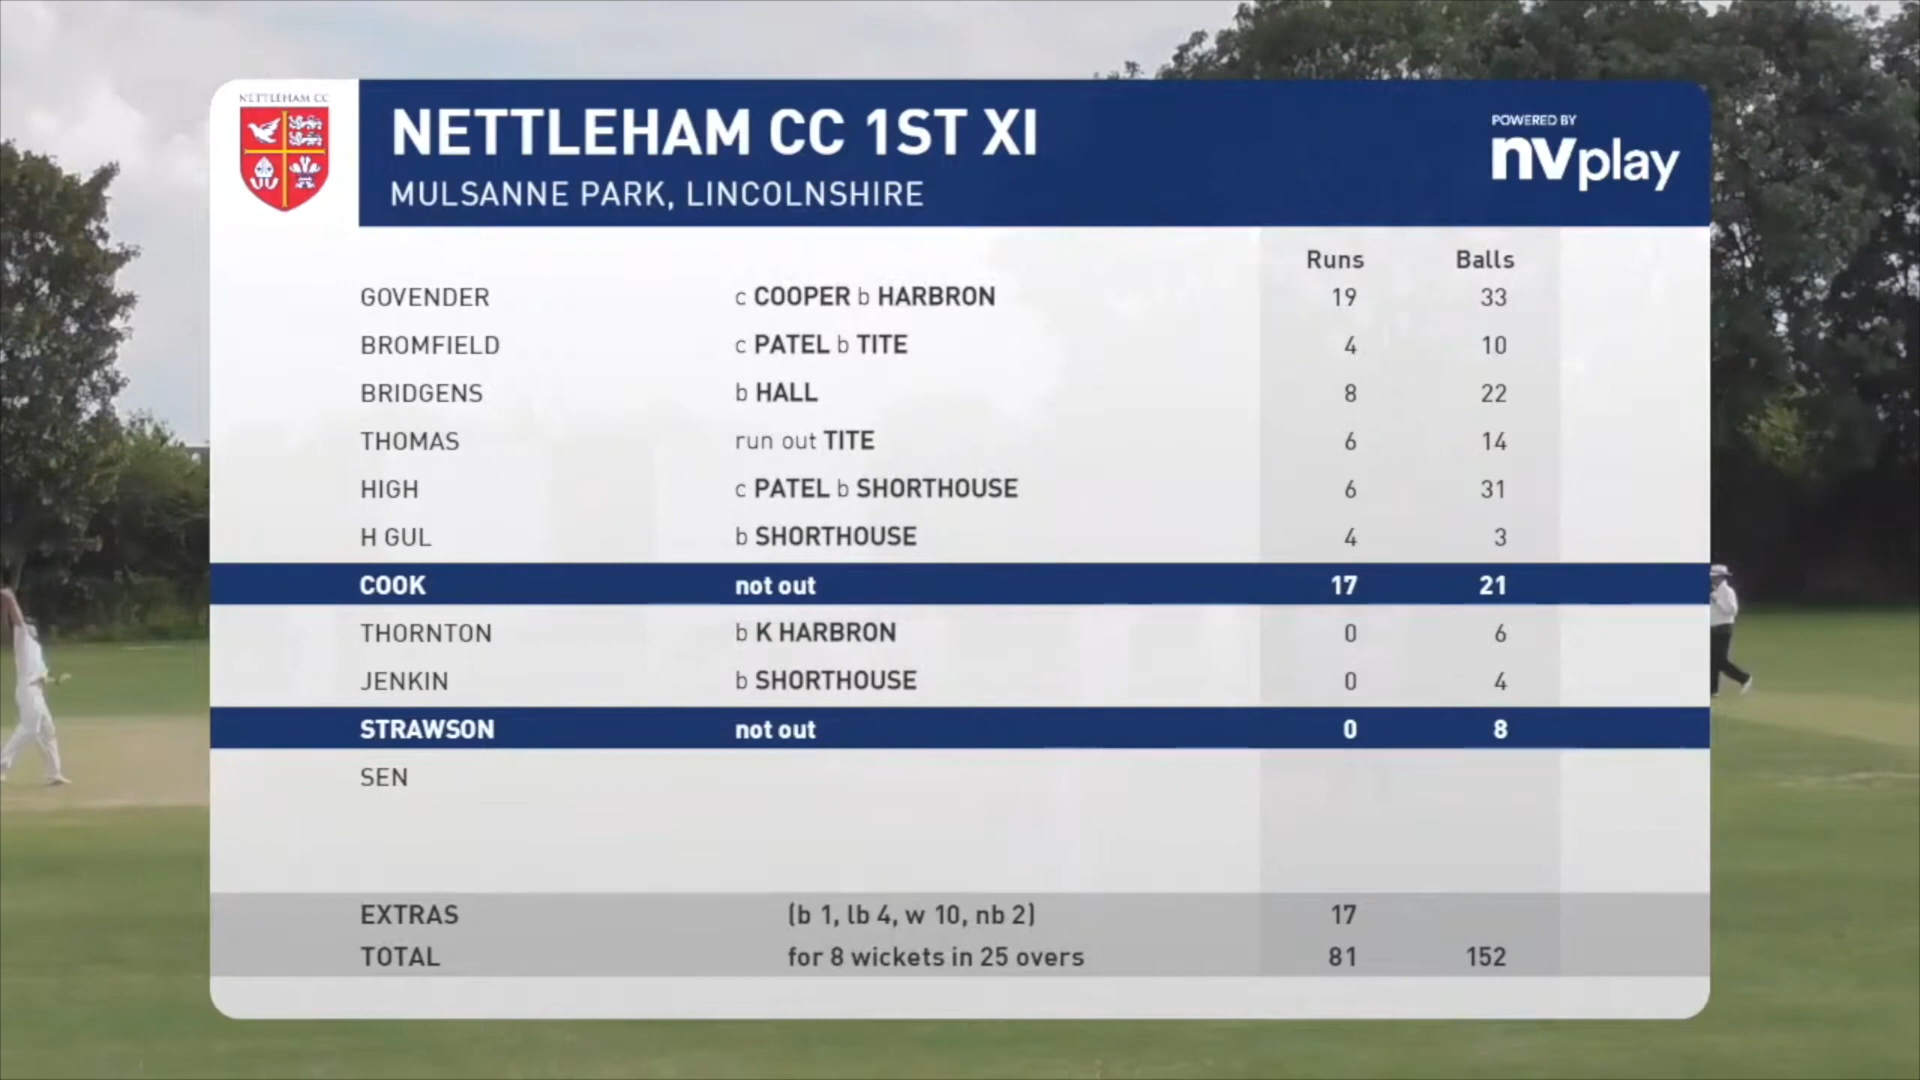 NETTLEHAM CC
NETTLEHAM CC 1ST XI
MULSANNE PARK, LINCOLNSHIRE
POWERED BY
nvplay
Runs Balls
GOVENDER c COOPER b HARBRON 19 33
BROMFIELD c PATEL b TITE 4 10
BRIDGENS b HALL 8 22
THOMAS run out TITE 6 14
HIGH c PATEL b SHORTHOUSE 6 31
H GUL b SHORTHOUSE 4 3
COOK not out 17 21
THORNTON b K HARBRON 0 6
JENKIN b SHORTHOUSE 0 4
STRAWSON not out 0 8
SEN
EXTRAS (b 1, lb 4, w 10, nb 2) 17
TOTAL for 8 wickets in 25 overs 81 152